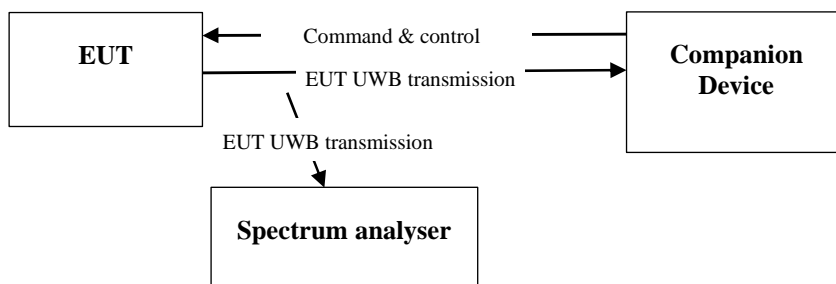 EUT
Command & control
Companion
Device
EUT UWB transmission
EUT UWB transmission
Spectrum analyser